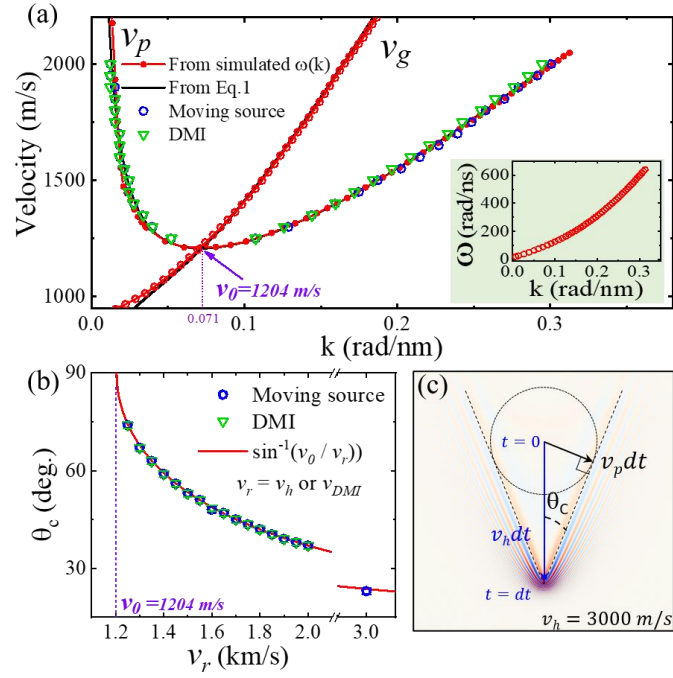 (a)
v_p
v_g
From simulated ω(k)
From Eq.1
Moving source
DMI
Velocity (m/s)
2000
1500
1000
v_0=1204 m/s
0.071
0.0
0.1
0.2
0.3
k (rad/nm)
ω (rad/ns)
600
400
200
0
0.0 0.1 0.2 0.3
k (rad/nm)
(b)
θ_c (deg.)
90
60
30
Moving source
DMI
sin⁻¹(v_0 / v_r))
v_r = v_h or v_DMI
v_0 =1204 m/s
1.2 1.4 1.6 1.8 2.0 3.0
v_r (km/s)
(c)
t = 0
v_p dt
θ_C
v_h dt
t = dt
v_h = 3000 m/s